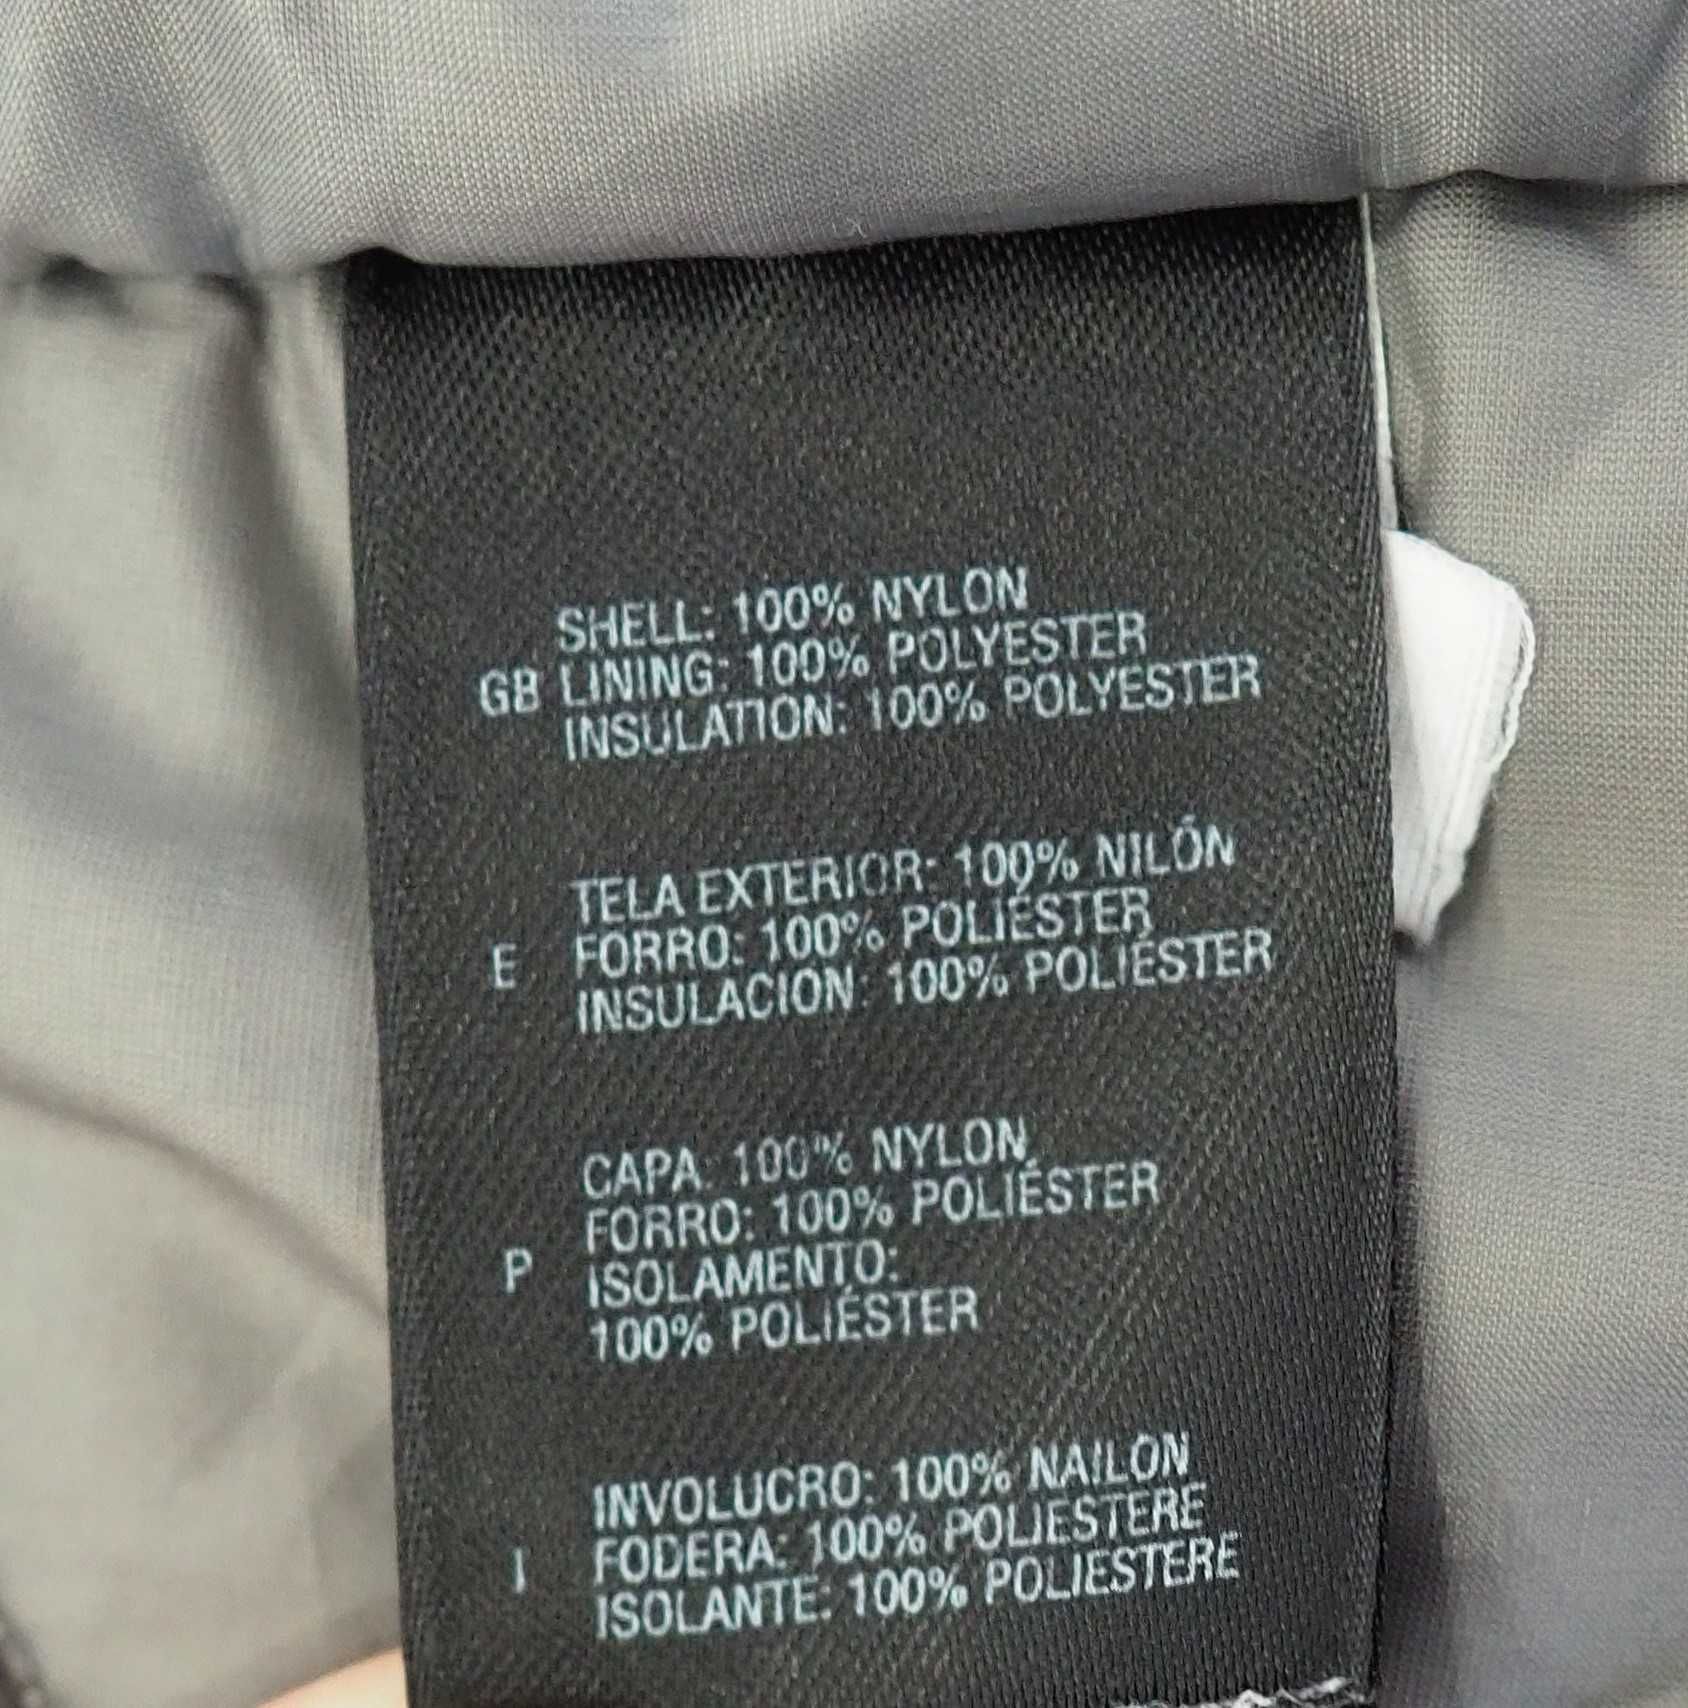 SHELL: 100% NYLON
GB LINING: 100% POLYESTER
INSULATION: 100% POLYESTER
TELA EXTERIOR: 100% NILÓN
E FORRO: 100% POLIÉSTER
INSULACION: 100% POLIÉSTER
CAPA: 100% NYLON
FORRO: 100% POLIÉSTER
P ISOLAMENTO:
100% POLIÉSTER
INVOLUCRO: 100% NAILON
I FODERA: 100% POLIESTERE
ISOLANTE: 100% POLIESTERE